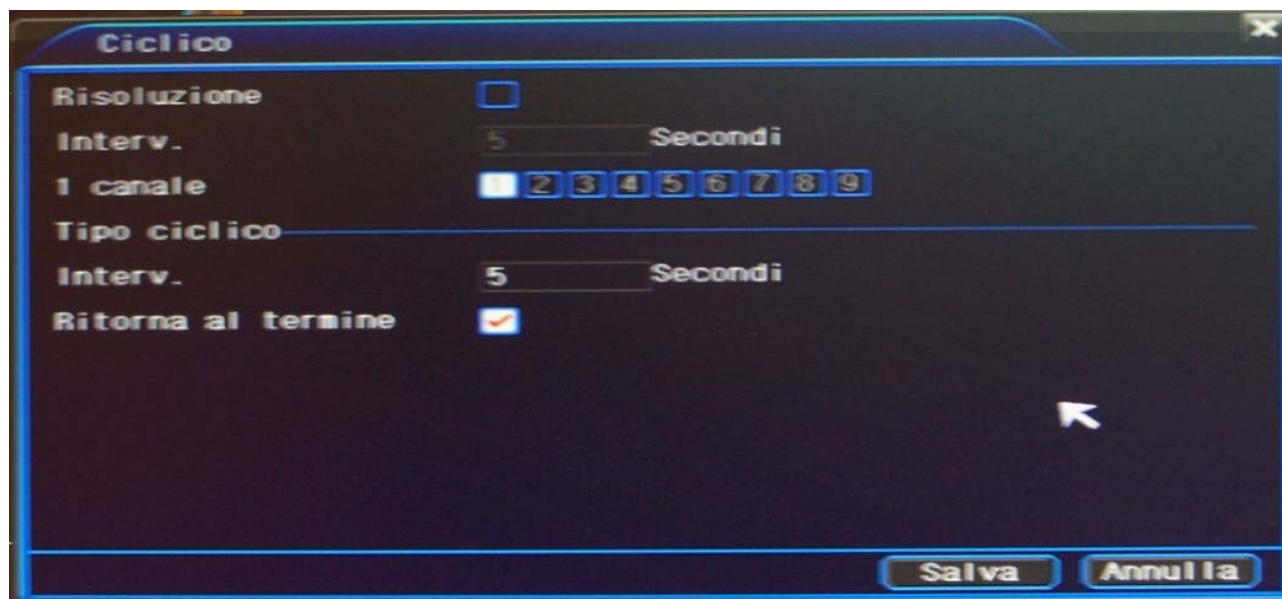 Ciclico
Risoluzione
Interv. 5 Secondi
1 canale 1 2 3 4 5 6 7 8 9
Tipo ciclico
Interv. 5 Secondi
Ritorna al termine
Salva Annulla